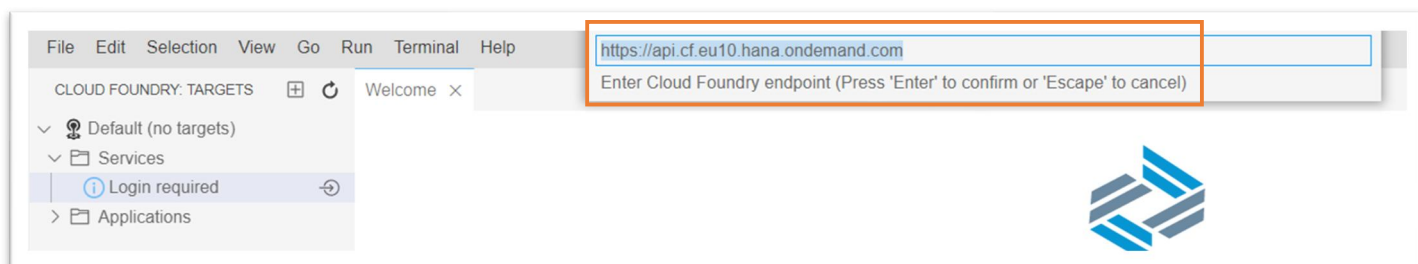 File Edit Selection View Go Run Terminal Help
https://api.cf.eu10.hana.ondemand.com
Enter Cloud Foundry endpoint (Press 'Enter' to confirm or 'Escape' to cancel)
CLOUD FOUNDRY: TARGETS
Welcome
Default (no targets)
Services
Login required
Applications